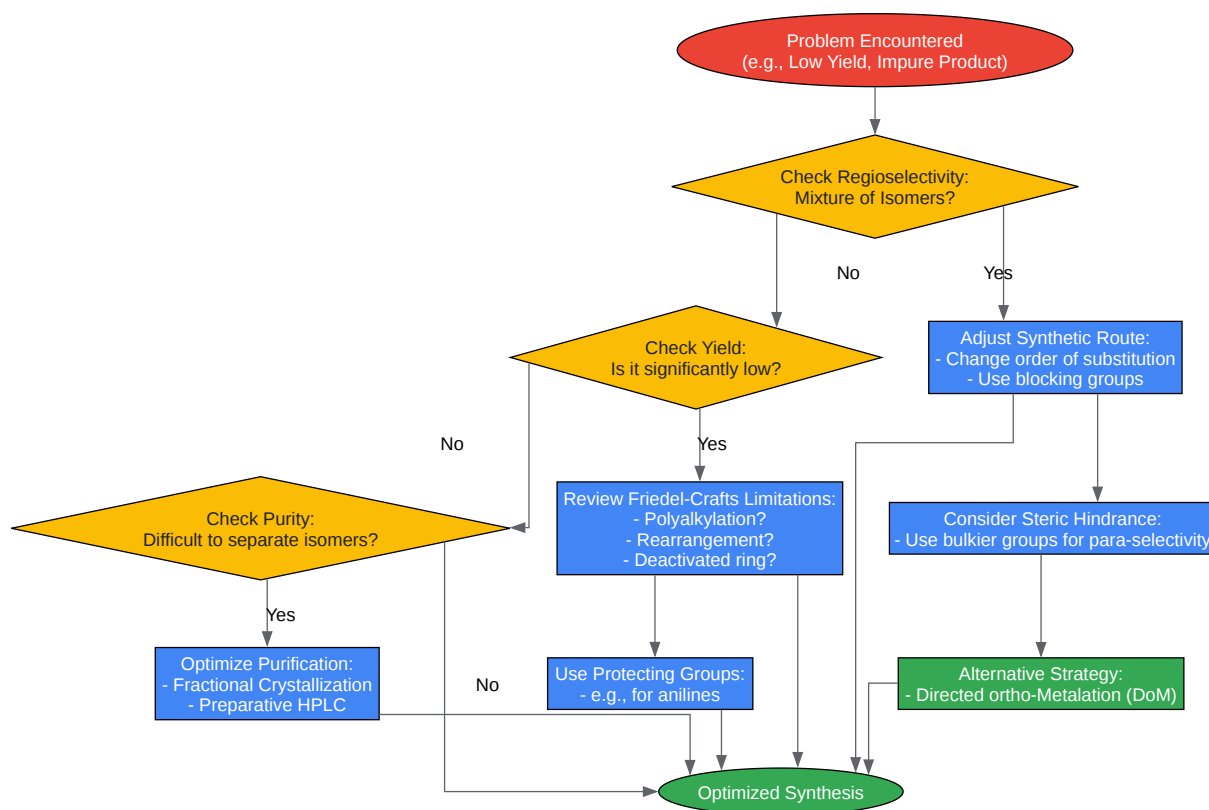 Problem Encountered
(e.g., Low Yield, Impure Product)
Check Regioselectivity:
Mixture of Isomers?
No
Yes
Check Yield:
Is it significantly low?
Adjust Synthetic Route:
- Change order of substitution
- Use blocking groups
No
Yes
Check Purity:
Difficult to separate isomers?
Review Friedel-Crafts Limitations:
- Polyalkylation?
- Rearrangement?
- Deactivated ring?
Consider Steric Hindrance:
- Use bulkier groups for para-selectivity
Yes
No
Optimize Purification:
- Fractional Crystallization
- Preparative HPLC
Use Protecting Groups:
- e.g., for anilines
Alternative Strategy:
- Directed ortho-Metalation (DoM)
Optimized Synthesis